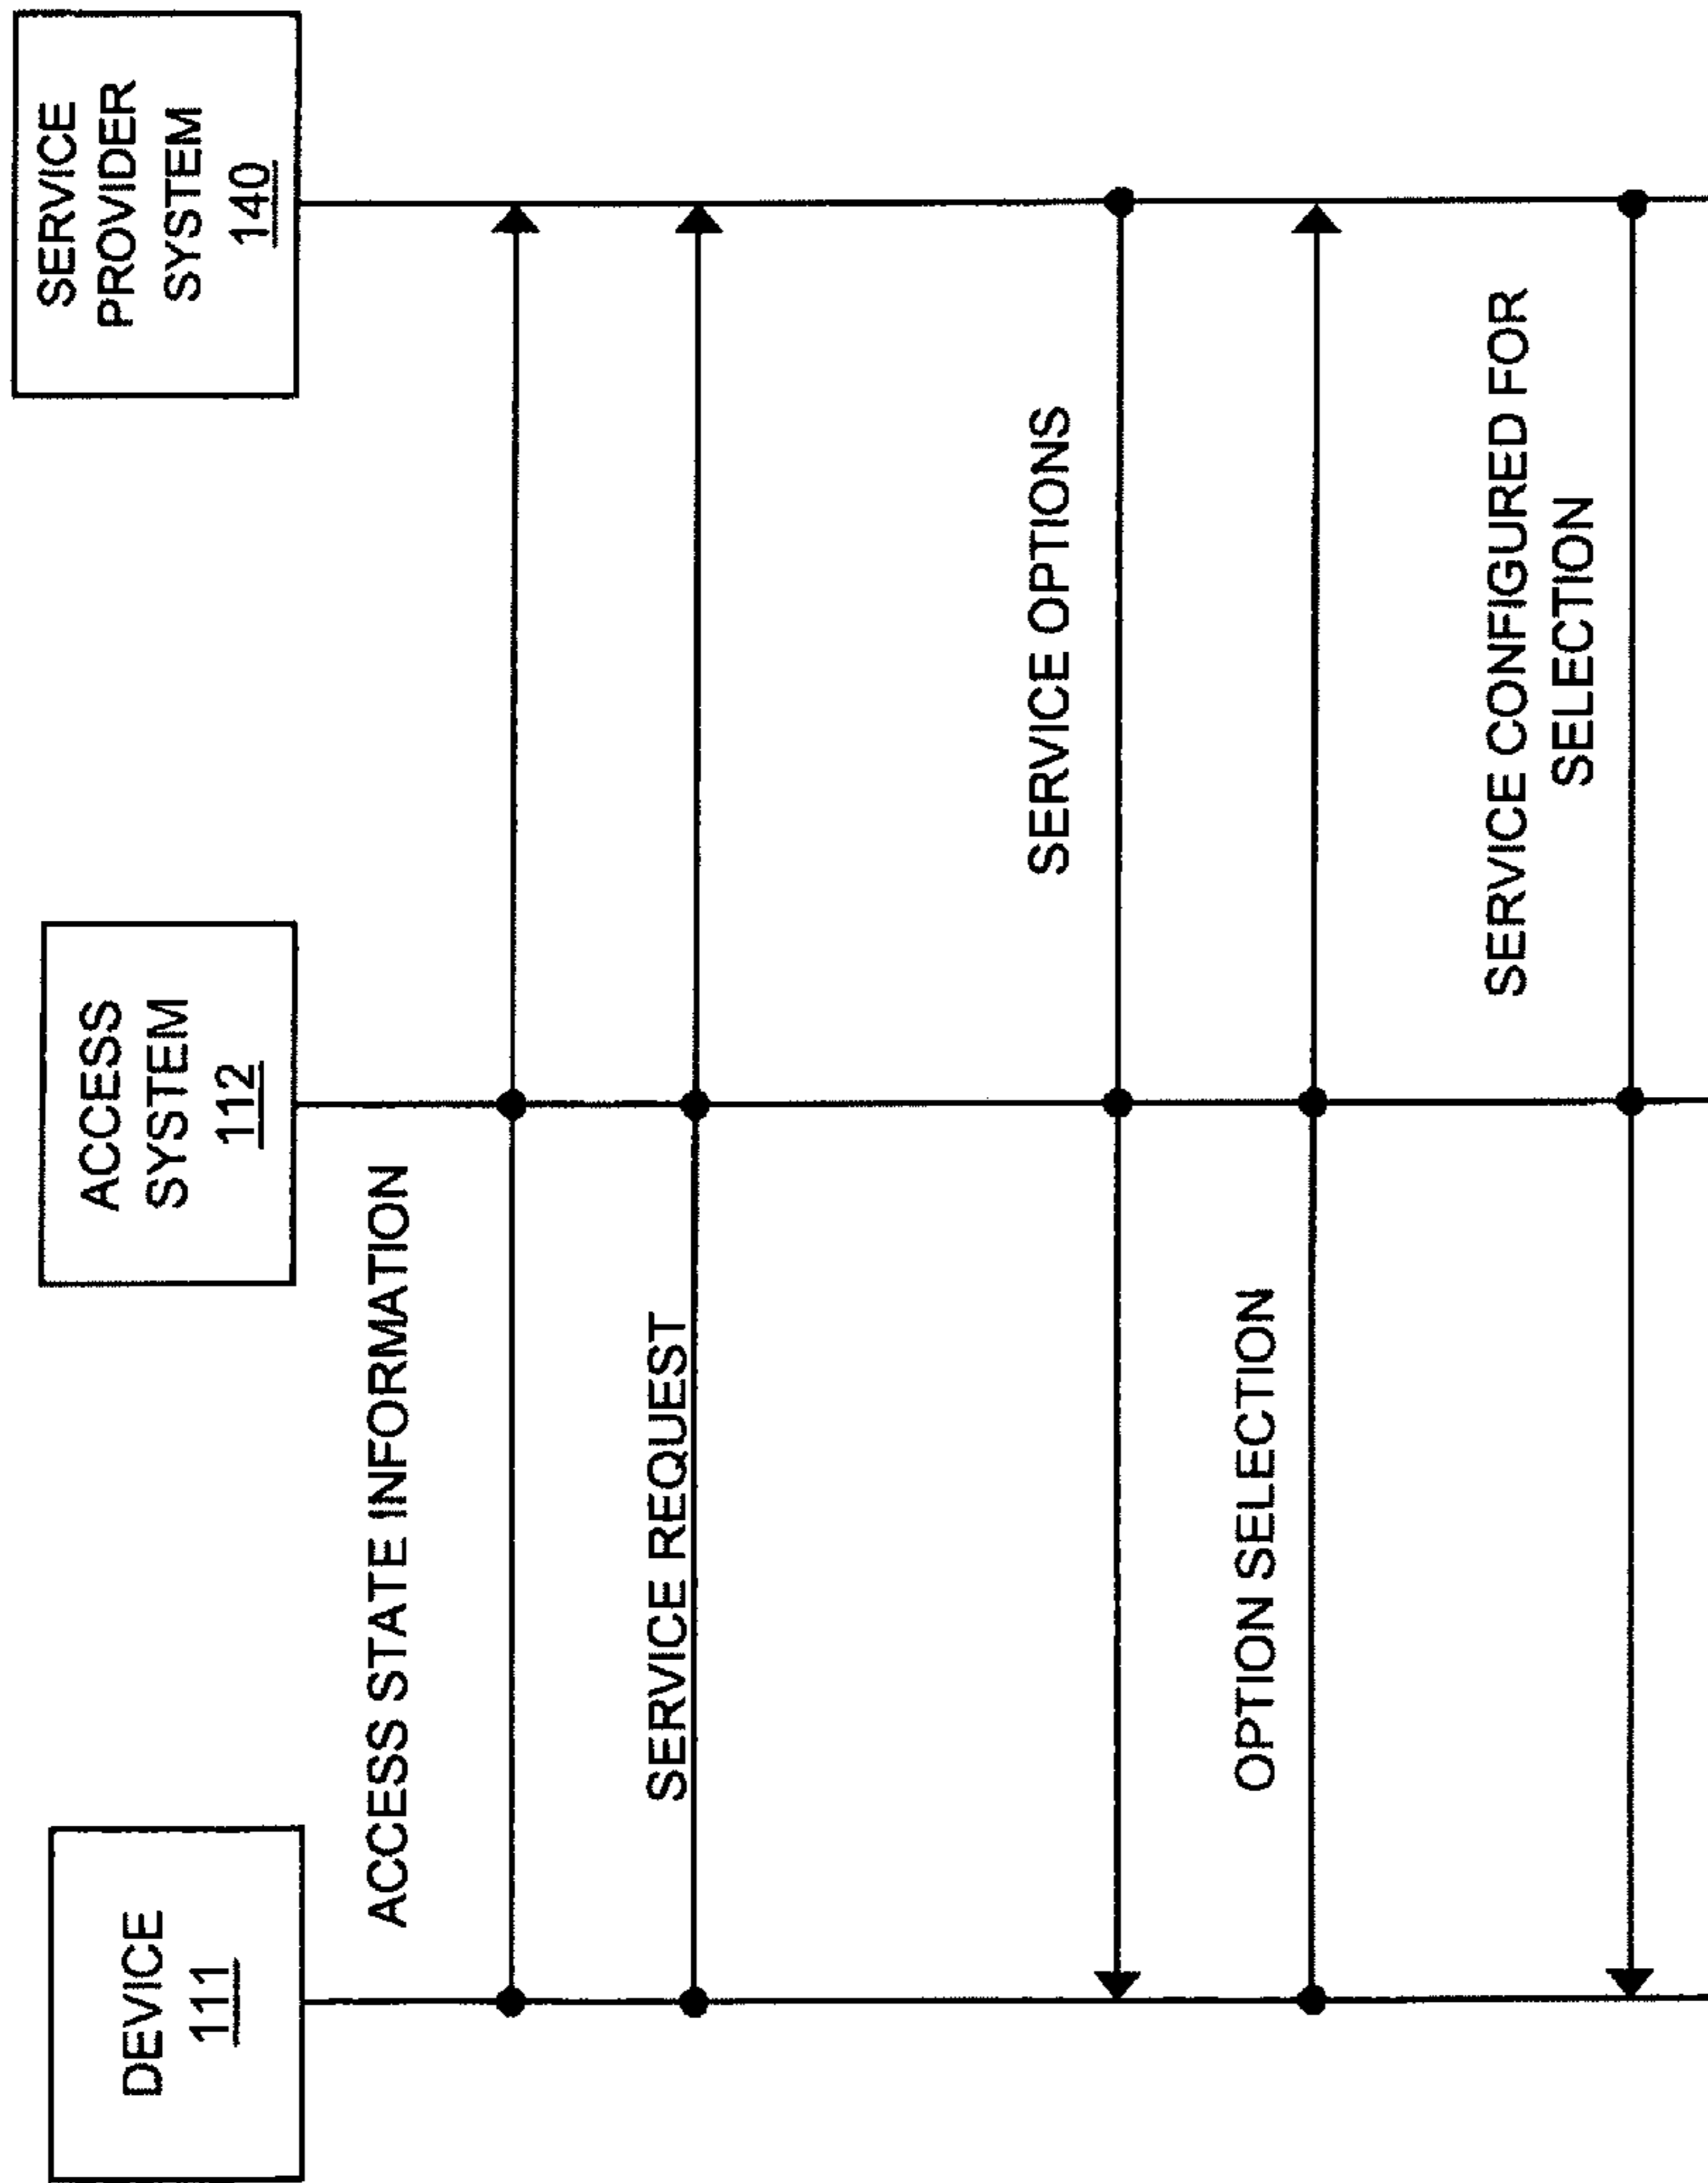 DEVICE
111
ACCESS
SYSTEM
112
SERVICE
PROVIDER
SYSTEM
140
ACCESS STATE INFORMATION
SERVICE REQUEST
SERVICE OPTIONS
OPTION SELECTION
SERVICE CONFIGURED FOR
SELECTION